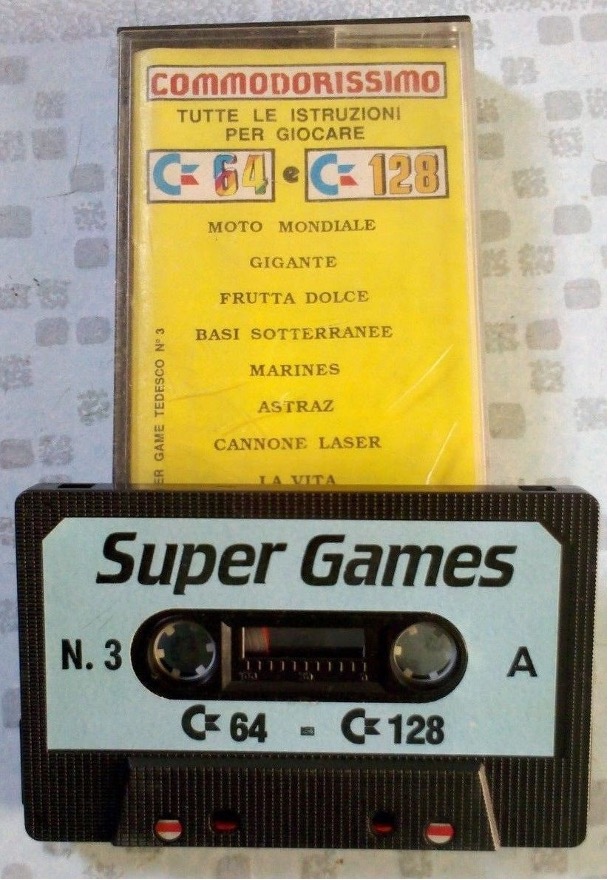 COMMODORISSIMO
TUTTE LE ISTRUZIONI
PER GIOCARE
C= 64 e C= 128
MOTO MONDIALE
GIGANTE
FRUTTA DOLCE
BASI SOTTERRANEE
MARINES
ASTRAZ
CANNONE LASER
LA VITA
GAME TEDESCO N° 3
Super Games
N. 3
A
C= 64 - C= 128